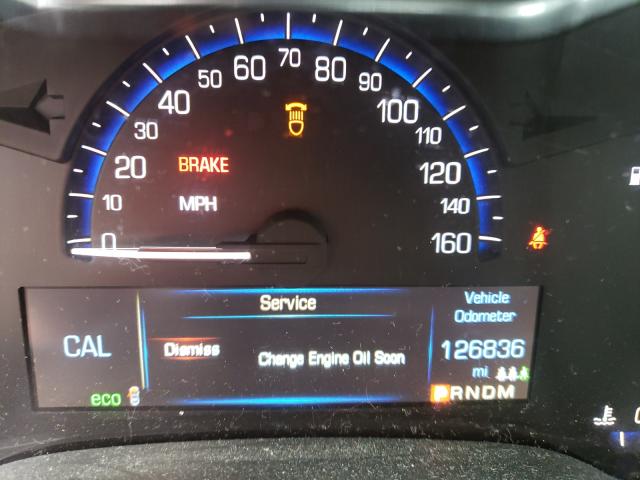 70
60 80
50 90
40 100
30 110
20 BRAKE 120
10 MPH 140
0 160
Service
Vehicle
Odometer
CAL Dismiss Change Engine Oil Soon 126836
mi
eco PRNDM